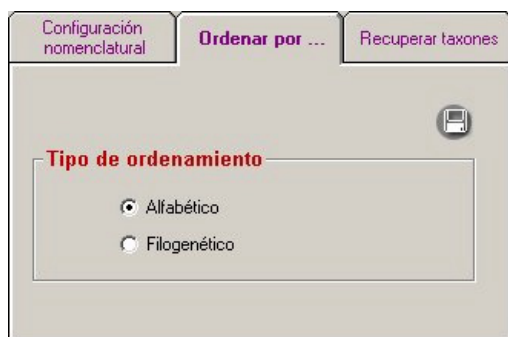 Configuración
nomenclatural
Ordenar por ...
Recuperar taxones
Tipo de ordenamiento
Alfabético
Filogenético